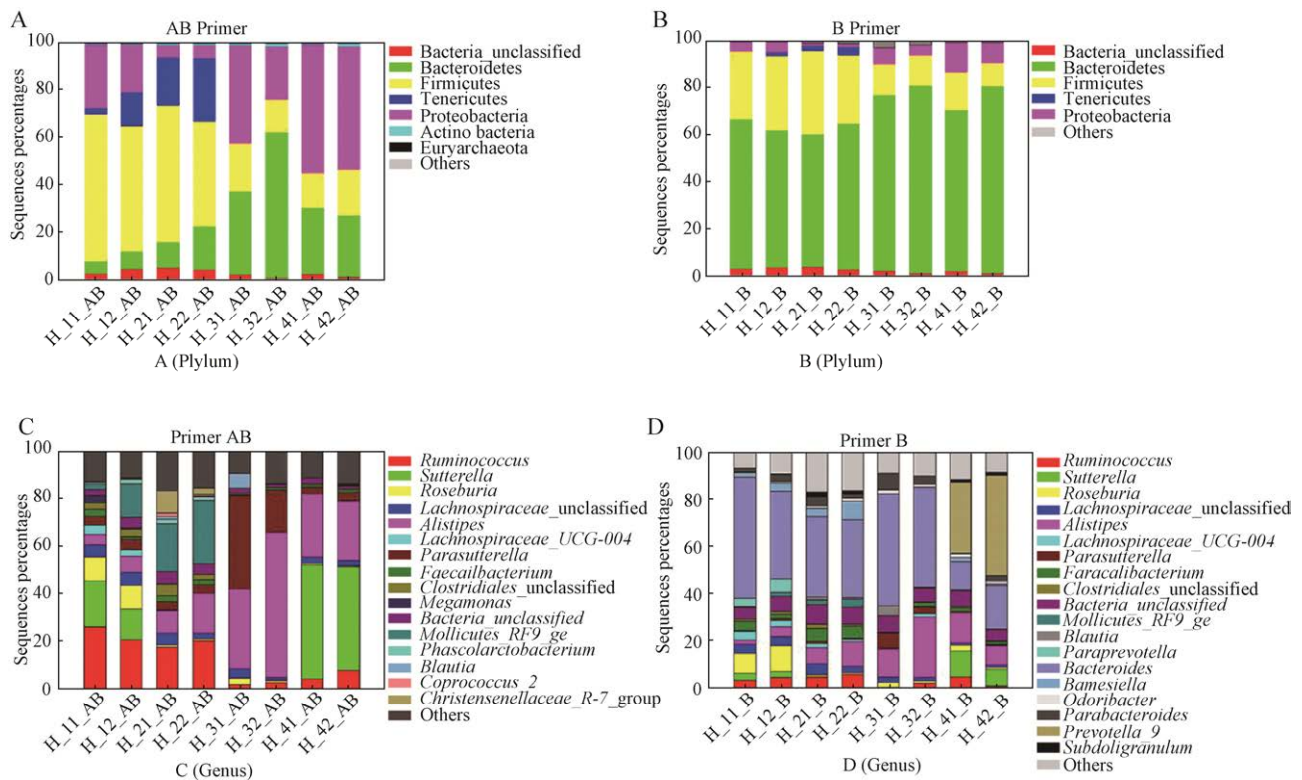 A
AB Primer
Sequences percentages
100
80
60
40
20
0
H_11_AB
H_12_AB
H_21_AB
H_22_AB
H_31_AB
H_32_AB
H_41_AB
H_42_AB
A (Plylum)
Bacteria_unclassified
Bacteroidetes
Firmicutes
Tenericutes
Proteobacteria
Actino bacteria
Euryarchaeota
Others
B
B Primer
Sequences percentages
100
80
60
40
20
0
H_11_B
H_12_B
H_21_B
H_22_B
H_31_B
H_32_B
H_41_B
H_42_B
B (Plylum)
Bacteria_unclassified
Bacteroidetes
Firmicutes
Tenericutes
Proteobacteria
Others
C
Primer AB
Sequences percentages
100
80
60
40
20
0
H_11_AB
H_12_AB
H_21_AB
H_22_AB
H_31_AB
H_32_AB
H_41_AB
H_42_AB
C (Genus)
Ruminococcus
Sutterella
Roseburia
Lachnospiraceae_unclassified
Alistipes
Lachnospiraceae_UCG-004
Parasutterella
Faecailbacterium
Clostridiales_unclassified
Megamonas
Bacteria_unclassified
Mollicutes_RF9_ge
Phascolarctobacterium
Blautia
Coprococcus_2
Christensenellaceae_R-7_group
Others
D
Primer B
Sequences percentages
100
80
60
40
20
0
H_11_B
H_12_B
H_21_B
H_22_B
H_31_B
H_32_B
H_41_B
H_42_B
D (Genus)
Ruminococcus
Sutterella
Roseburia
Lachnospiraceae_unclassified
Alistipes
Lachnospiraceae_UCG-004
Parasutterella
Faracalibacterium
Clostridiales_unclassified
Bacteria_unclassified
Mollicutes_RF9_ge
Blautia
Paraprevotella
Bacteroides
Bamesiella
Odoribacter
Parabacteroides
Prevotella_9
Subdoligranulum
Others